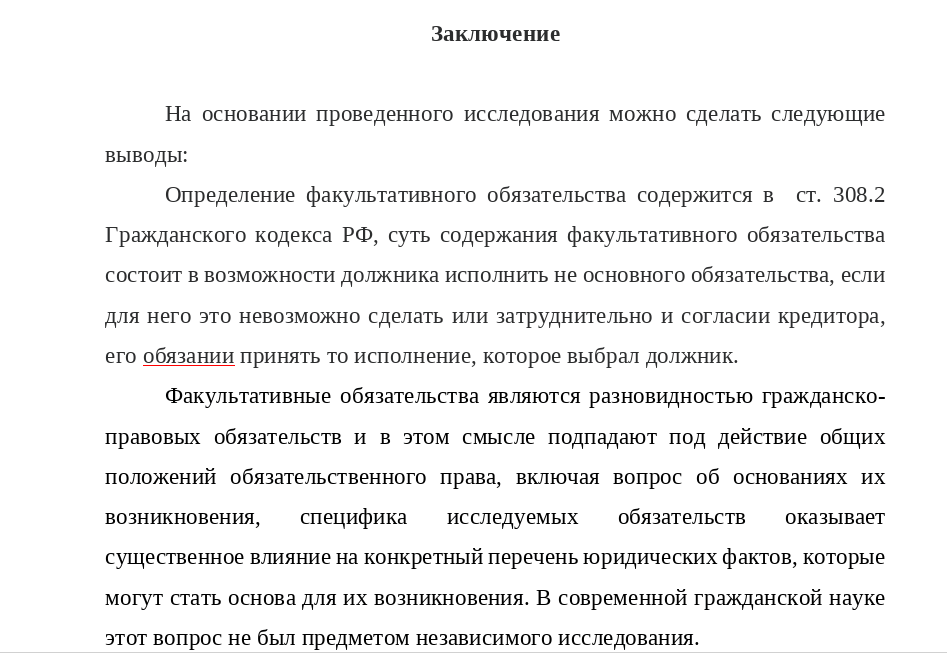 Заключение
На основании проведенного исследования можно сделать следующие
выводы:
Определение факультативного обязательства содержится в ст. 308.2
Гражданского кодекса РФ, суть содержания факультативного обязательства
состоит в возможности должника исполнить не основного обязательства, если
для него это невозможно сделать или затруднительно и согласии кредитора,
его обязании принять то исполнение, которое выбрал должник.
Факультативные обязательства являются разновидностью гражданско-
правовых обязательств и в этом смысле подпадают под действие общих
положений обязательственного права, включая вопрос об основаниях их
возникновения, специфика исследуемых обязательств оказывает
существенное влияние на конкретный перечень юридических фактов, которые
могут стать основа для их возникновения. В современной гражданской науке
этот вопрос не был предметом независимого исследования.